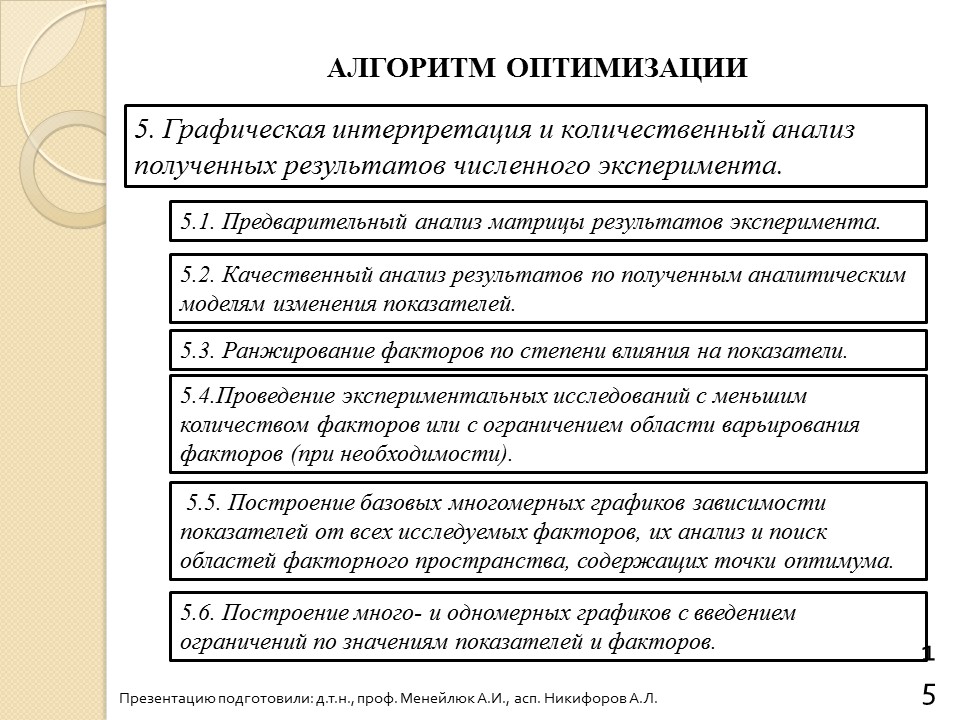 АЛГОРИТМ ОПТИМИЗАЦИИ
5. Графическая интерпретация и количественный анализ
полученных результатов численного эксперимента.
5.1. Предварительный анализ матрицы результатов эксперимента.
5.2. Качественный анализ результатов по полученным аналитическим
моделям изменения показателей.
5.3. Ранжирование факторов по степени влияния на показатели.
5.4.Проведение экспериментальных исследований с меньшим
количеством факторов или с ограничением области варьирования
факторов (при необходимости).
5.5. Построение базовых многомерных графиков зависимости
показателей от всех исследуемых факторов, их анализ и поиск
областей факторного пространства, содержащих точки оптимума.
5.6. Построение много- и одномерных графиков с введением
ограничений по значениям показателей и факторов.
1
5
Презентацию подготовили: д.т.н., проф. Менейлюк А.И., асп. Никифоров А.Л.